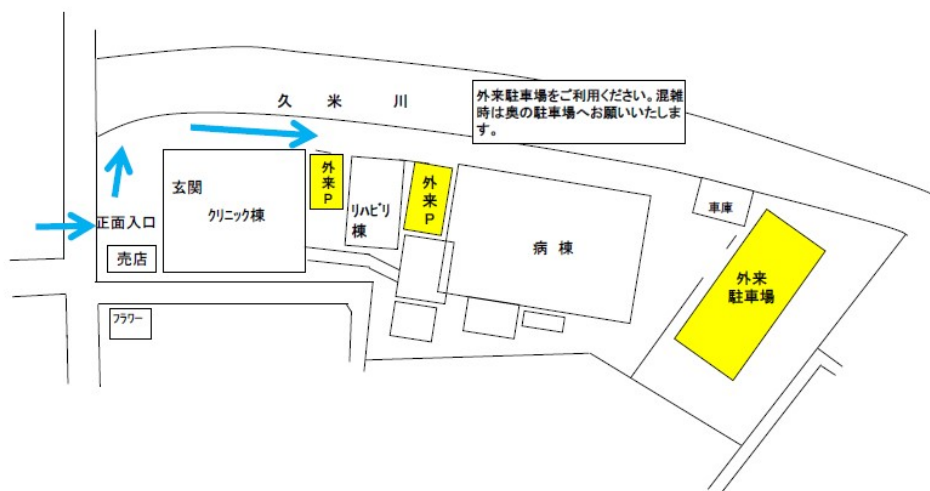 久　米　川
外来駐車場をご利用ください。混雑
時は奥の駐車場へお願いいたしま
す。
玄関
クリニック棟
外来P
リハビリ
棟
外来P
病 棟
車庫
外来
駐車場
正面入口
売店
フラワー